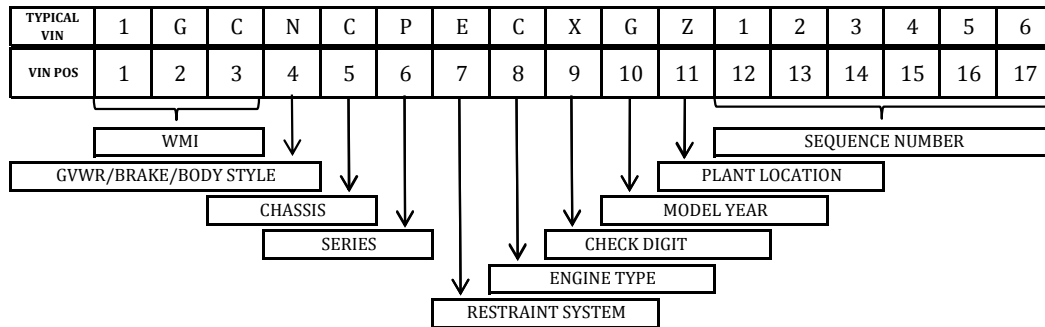 TYPICAL VIN 1 G C N C P E C X G Z 1 2 3 4 5 6
VIN POS 1 2 3 4 5 6 7 8 9 10 11 12 13 14 15 16 17
WMI SEQUENCE NUMBER
GVWR/BRAKE/BODY STYLE PLANT LOCATION
CHASSIS MODEL YEAR
SERIES CHECK DIGIT
ENGINE TYPE
RESTRAINT SYSTEM